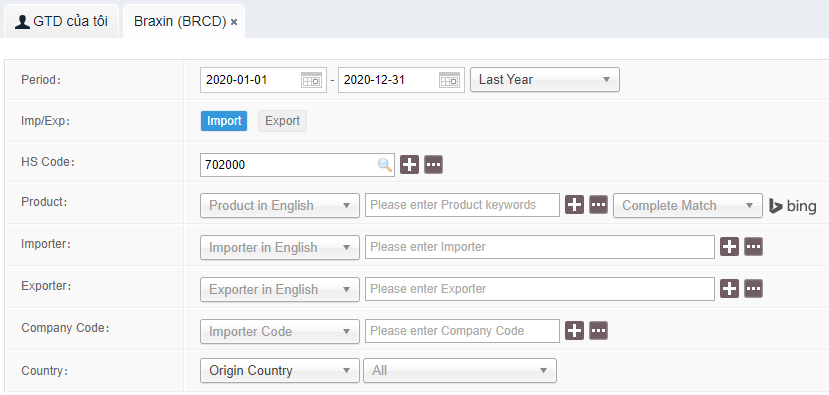 GTD của tôi Braxin (BRCD) ×
Period: 2020-01-01 - 2020-12-31 Last Year
Imp/Exp: Import Export
HS Code: 702000
Product: Product in English Please enter Product keywords Complete Match bing
Importer: Importer in English Please enter Importer
Exporter: Exporter in English Please enter Exporter
Company Code: Importer Code Please enter Company Code
Country: Origin Country All